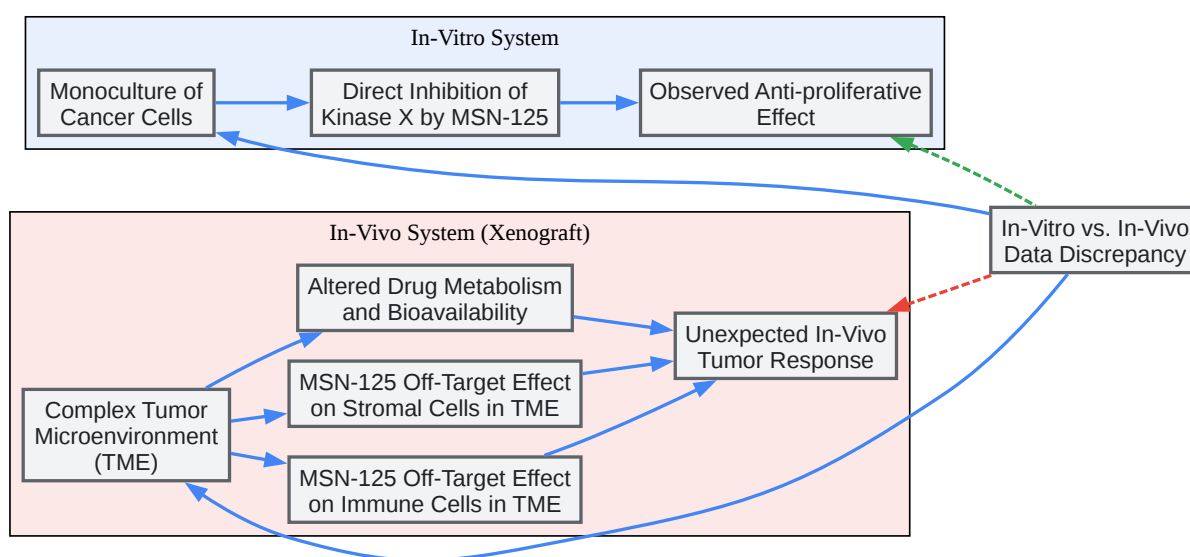 In-Vitro System
Monoculture of
Cancer Cells
Direct Inhibition of
Kinase X by MSN-125
Observed Anti-proliferative
Effect
In-Vitro vs. In-Vivo
Data Discrepancy
In-Vivo System (Xenograft)
Altered Drug Metabolism
and Bioavailability
Unexpected In-Vivo
Tumor Response
MSN-125 Off-Target Effect
on Stromal Cells in TME
Complex Tumor
Microenvironment
(TME)
MSN-125 Off-Target Effect
on Immune Cells in TME